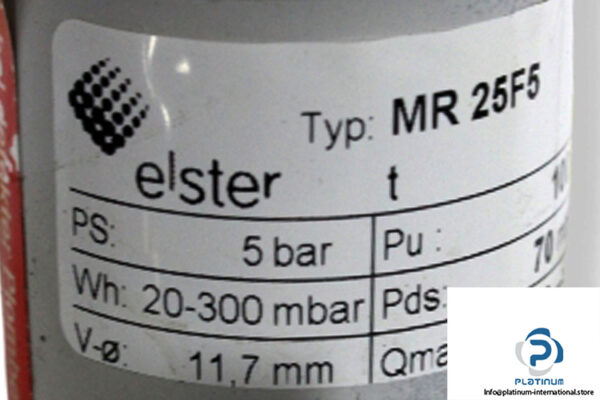 Typ: MR 25F5
elster t
PS: 5 bar Pu :
Wh: 20-300 mbar Pds: 70
V-ø: 11,7 mm
PLATINUM
Info@platinum-international.store